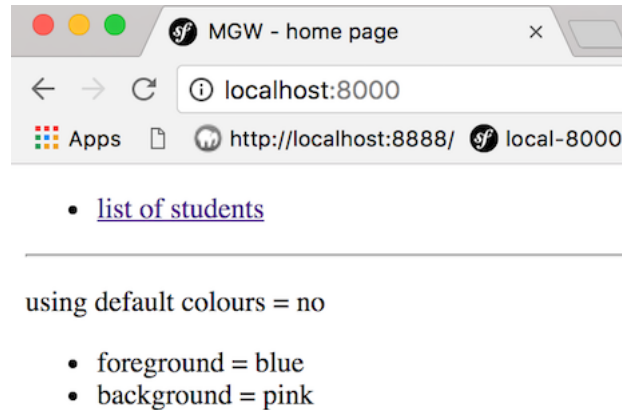 MGW - home page
localhost:8000
Apps http://localhost:8888/ local-8000
list of students
using default colours = no
foreground = blue
background = pink